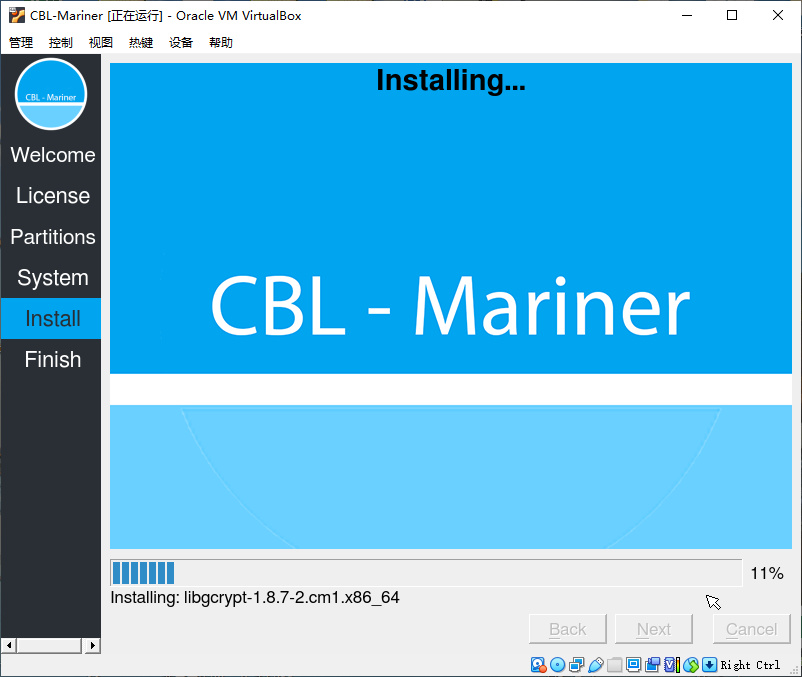 CBL-Mariner [正在运行] - Oracle VM VirtualBox
管理 控制 视图 热键 设备 帮助
CBL - Mariner
Welcome
License
Partitions
System
Install
Finish
Installing...
CBL - Mariner
11%
Installing: libgcrypt-1.8.7-2.cm1.x86_64
Back Next Cancel
Right Ctrl